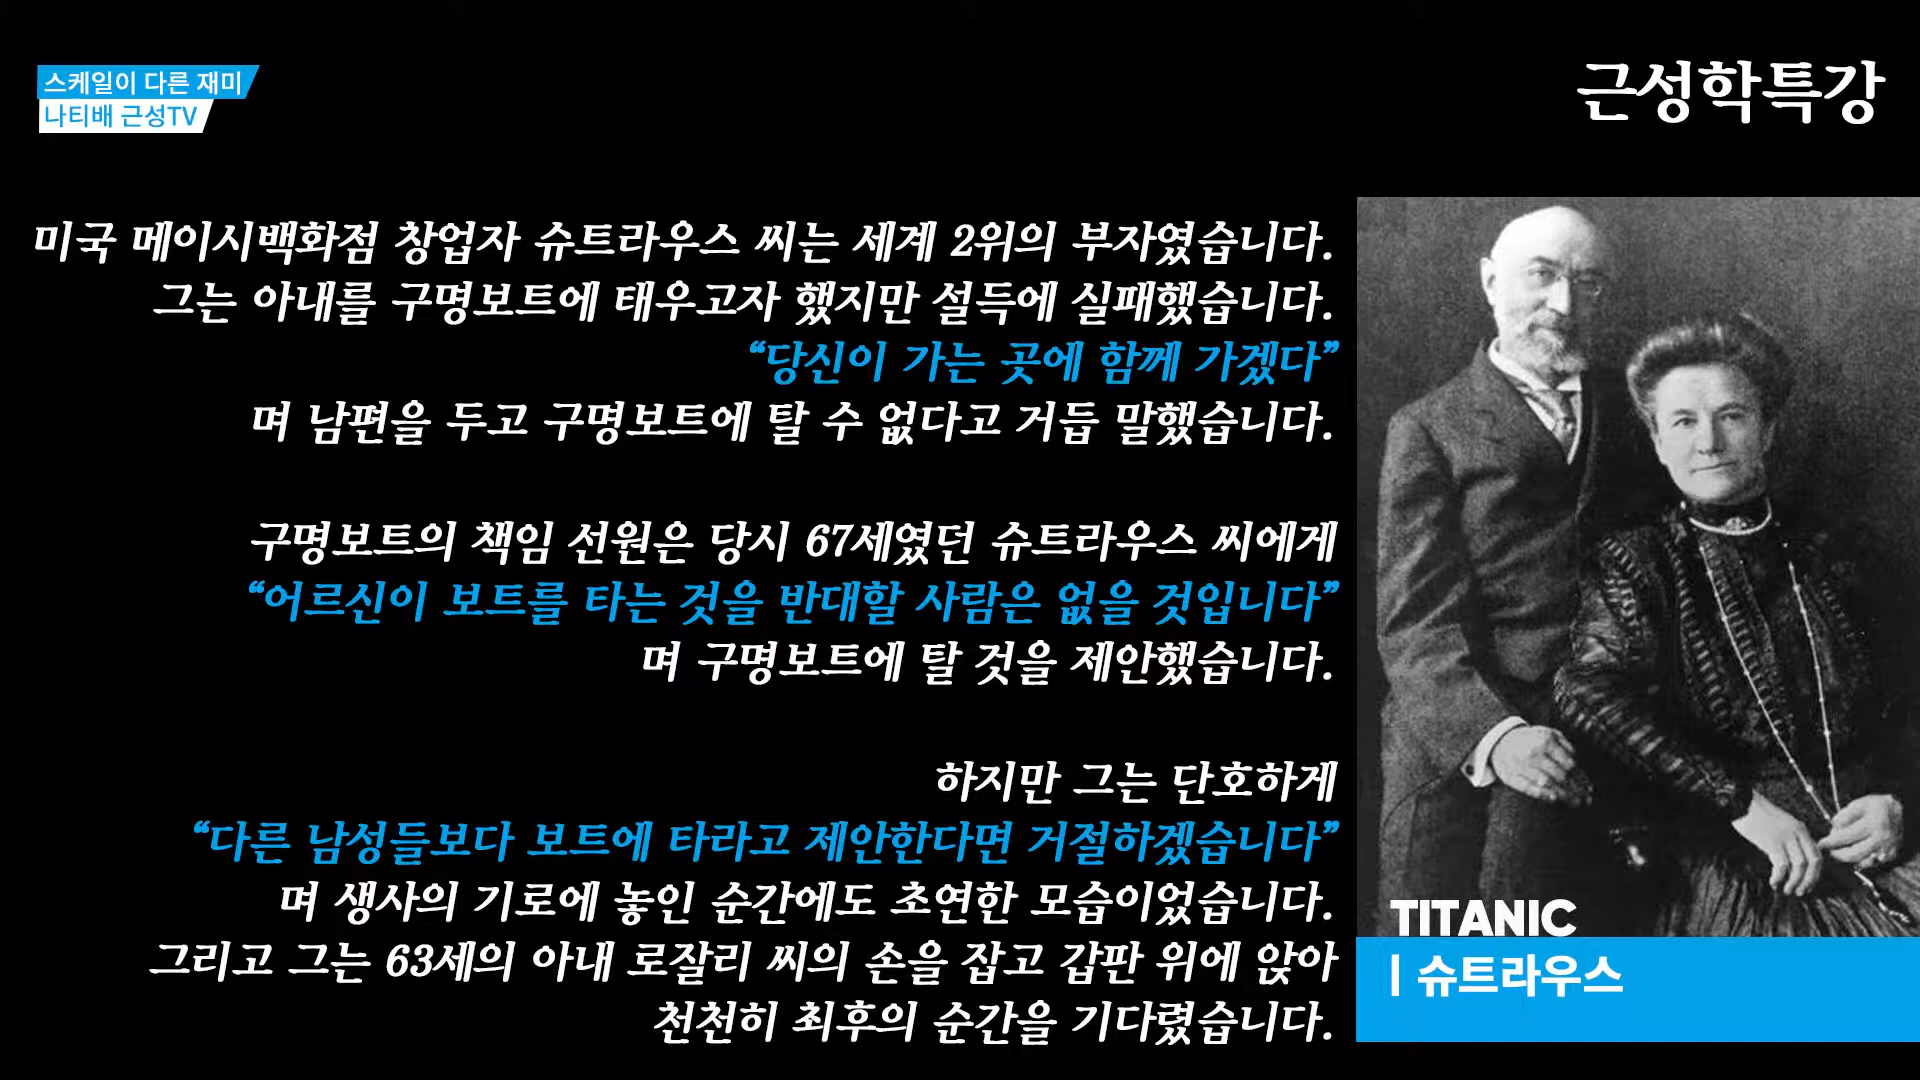 스케일이 다른 재미
나티배 근성TV
근성학특강
미국 메이시백화점 창업자 슈트라우스 씨는 세계 2위의 부자였습니다.
그는 아내를 구명보트에 태우고자 했지만 설득에 실패했습니다.
“당신이 가는 곳에 함께 가겠다”
며 남편을 두고 구명보트에 탈 수 없다고 거듭 말했습니다.
구명보트의 책임 선원은 당시 67세였던 슈트라우스 씨에게
“어르신이 보트를 타는 것을 반대할 사람은 없을 것입니다”
며 구명보트에 탈 것을 제안했습니다.
하지만 그는 단호하게
“다른 남성들보다 보트에 타라고 제안한다면 거절하겠습니다”
며 생사의 기로에 놓인 순간에도 초연한 모습이었습니다.
그리고 그는 63세의 아내 로잘리 씨의 손을 잡고 갑판 위에 앉아
천천히 최후의 순간을 기다렸습니다.
TITANIC
| 슈트라우스